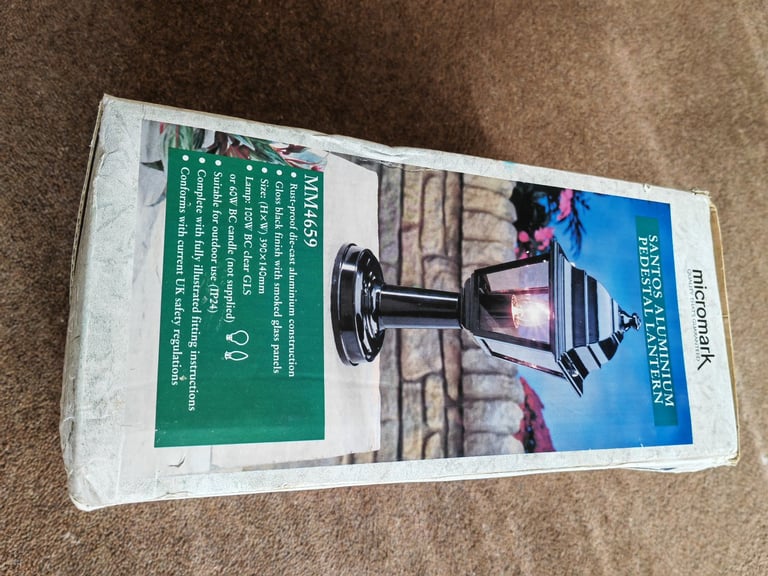 micromark
SANTOS ALUMINIUM
PEDESTAL LANTERN
MM4659
• Rust-proof die-cast aluminium construction
• Gloss black finish with smoked glass panels
• Size: (H×W) 390×140mm
• Lamp: 100W BC clear GLS
or 60W BC candle (not supplied)
• Suitable for outdoor use (IP24)
• Complete with fully illustrated fitting instructions
• Conforms with current UK safety regulations